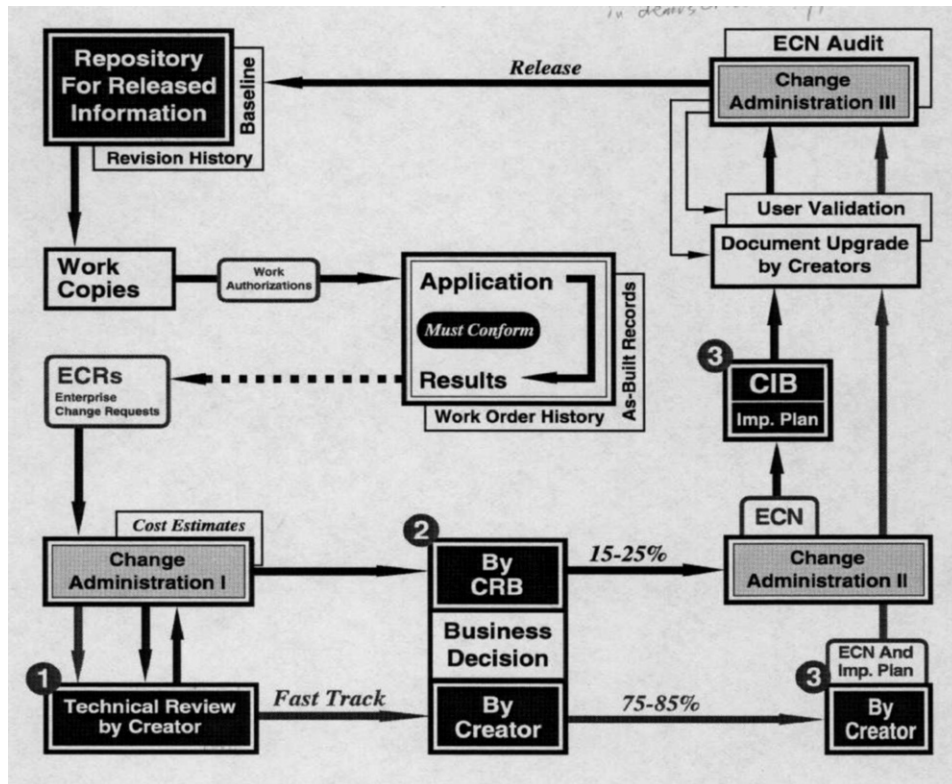 in demons
Repository
For Released
Information
Baseline
Revision History
Release
ECN Audit
Change
Administration III
User Validation
Document Upgrade
by Creators
Work
Copies
Work
Authorizations
Application
Must Conform
Results
As-Built Records
Work Order History
ECRs
Enterprise
Change Requests
3
CIB
Imp. Plan
ECN
Cost Estimates
Change
Administration I
2
By
CRB
15-25%
Change
Administration II
Business
Decision
1
Technical Review
by Creator
Fast Track
By
Creator
75-85%
ECN And
Imp. Plan
3
By
Creator